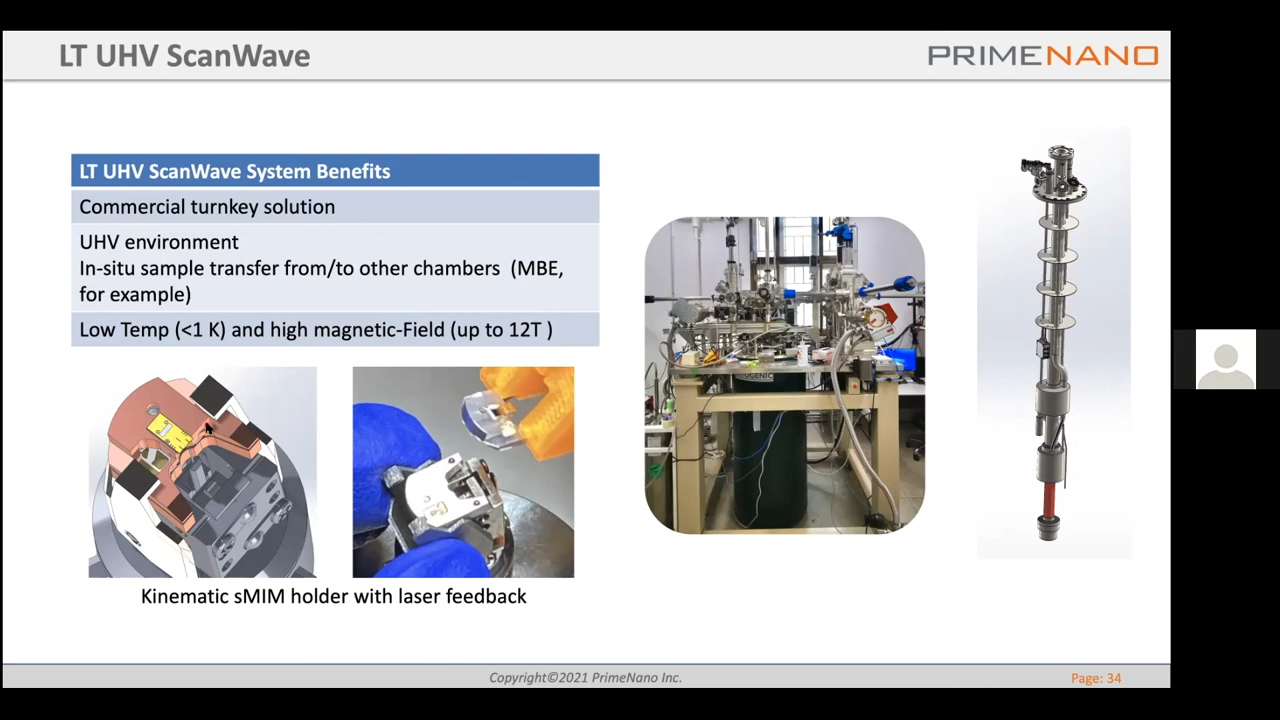 LT UHV ScanWave
PRIMENANO
LT UHV ScanWave System Benefits
Commercial turnkey solution
UHV environment
In-situ sample transfer from/to other chambers (MBE,
for example)
Low Temp (<1 K) and high magnetic-Field (up to 12T )
Kinematic sMIM holder with laser feedback
Copyright©2021 PrimeNano Inc.
Page: 34